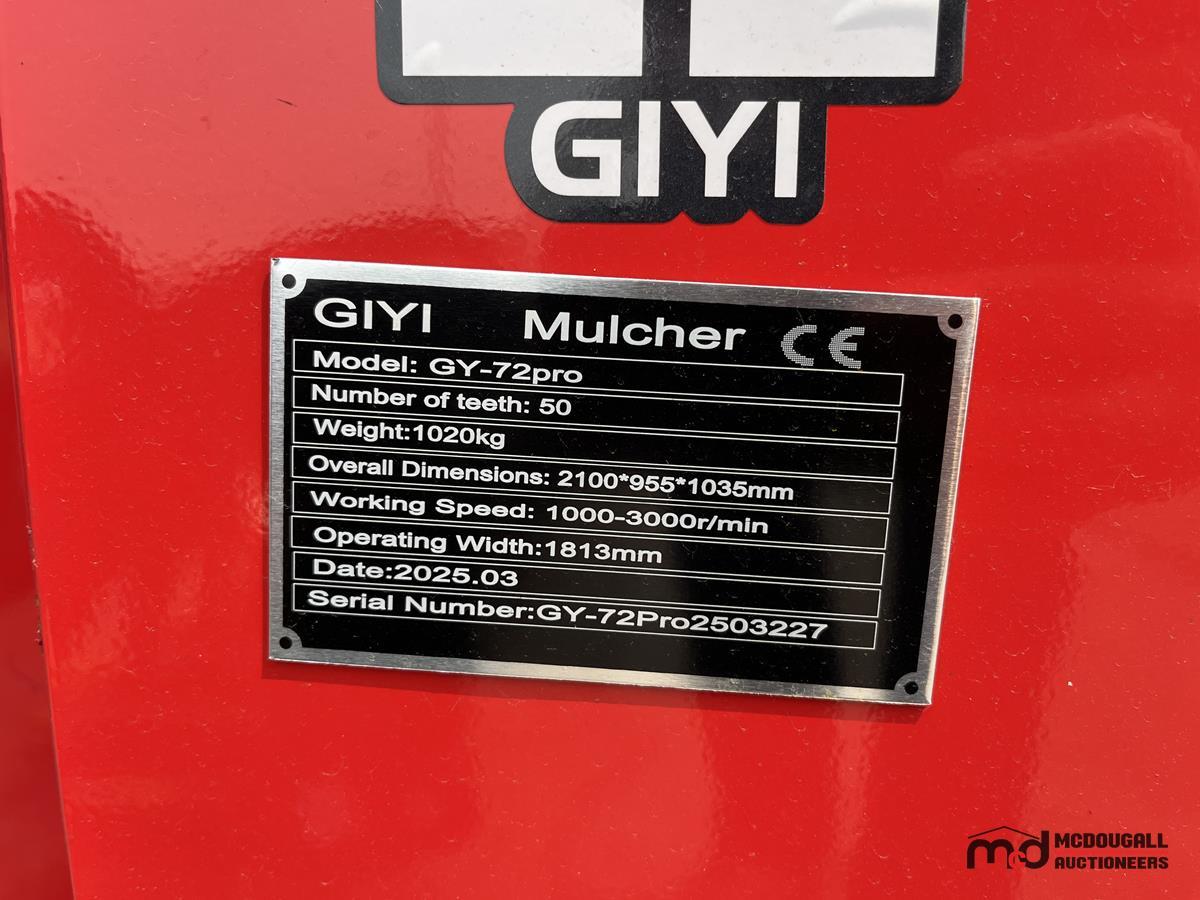 GIYI
GIYI Mulcher CE
Model: GY-72pro
Number of teeth: 50
Weight:1020kg
Overall Dimensions: 2100*955*1035mm
Working Speed: 1000-3000r/min
Operating Width:1813mm
Date:2025.03
Serial Number:GY-72Pro2503227
m&d MCDOUGALL
AUCTIONEERS